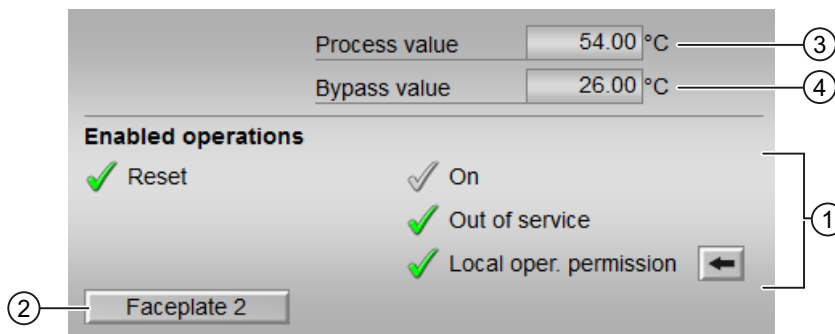 Process value 54.00 °C 3
Bypass value 26.00 °C 4
Enabled operations
Reset On
Out of service
1
Local oper. permission
2 Faceplate 2